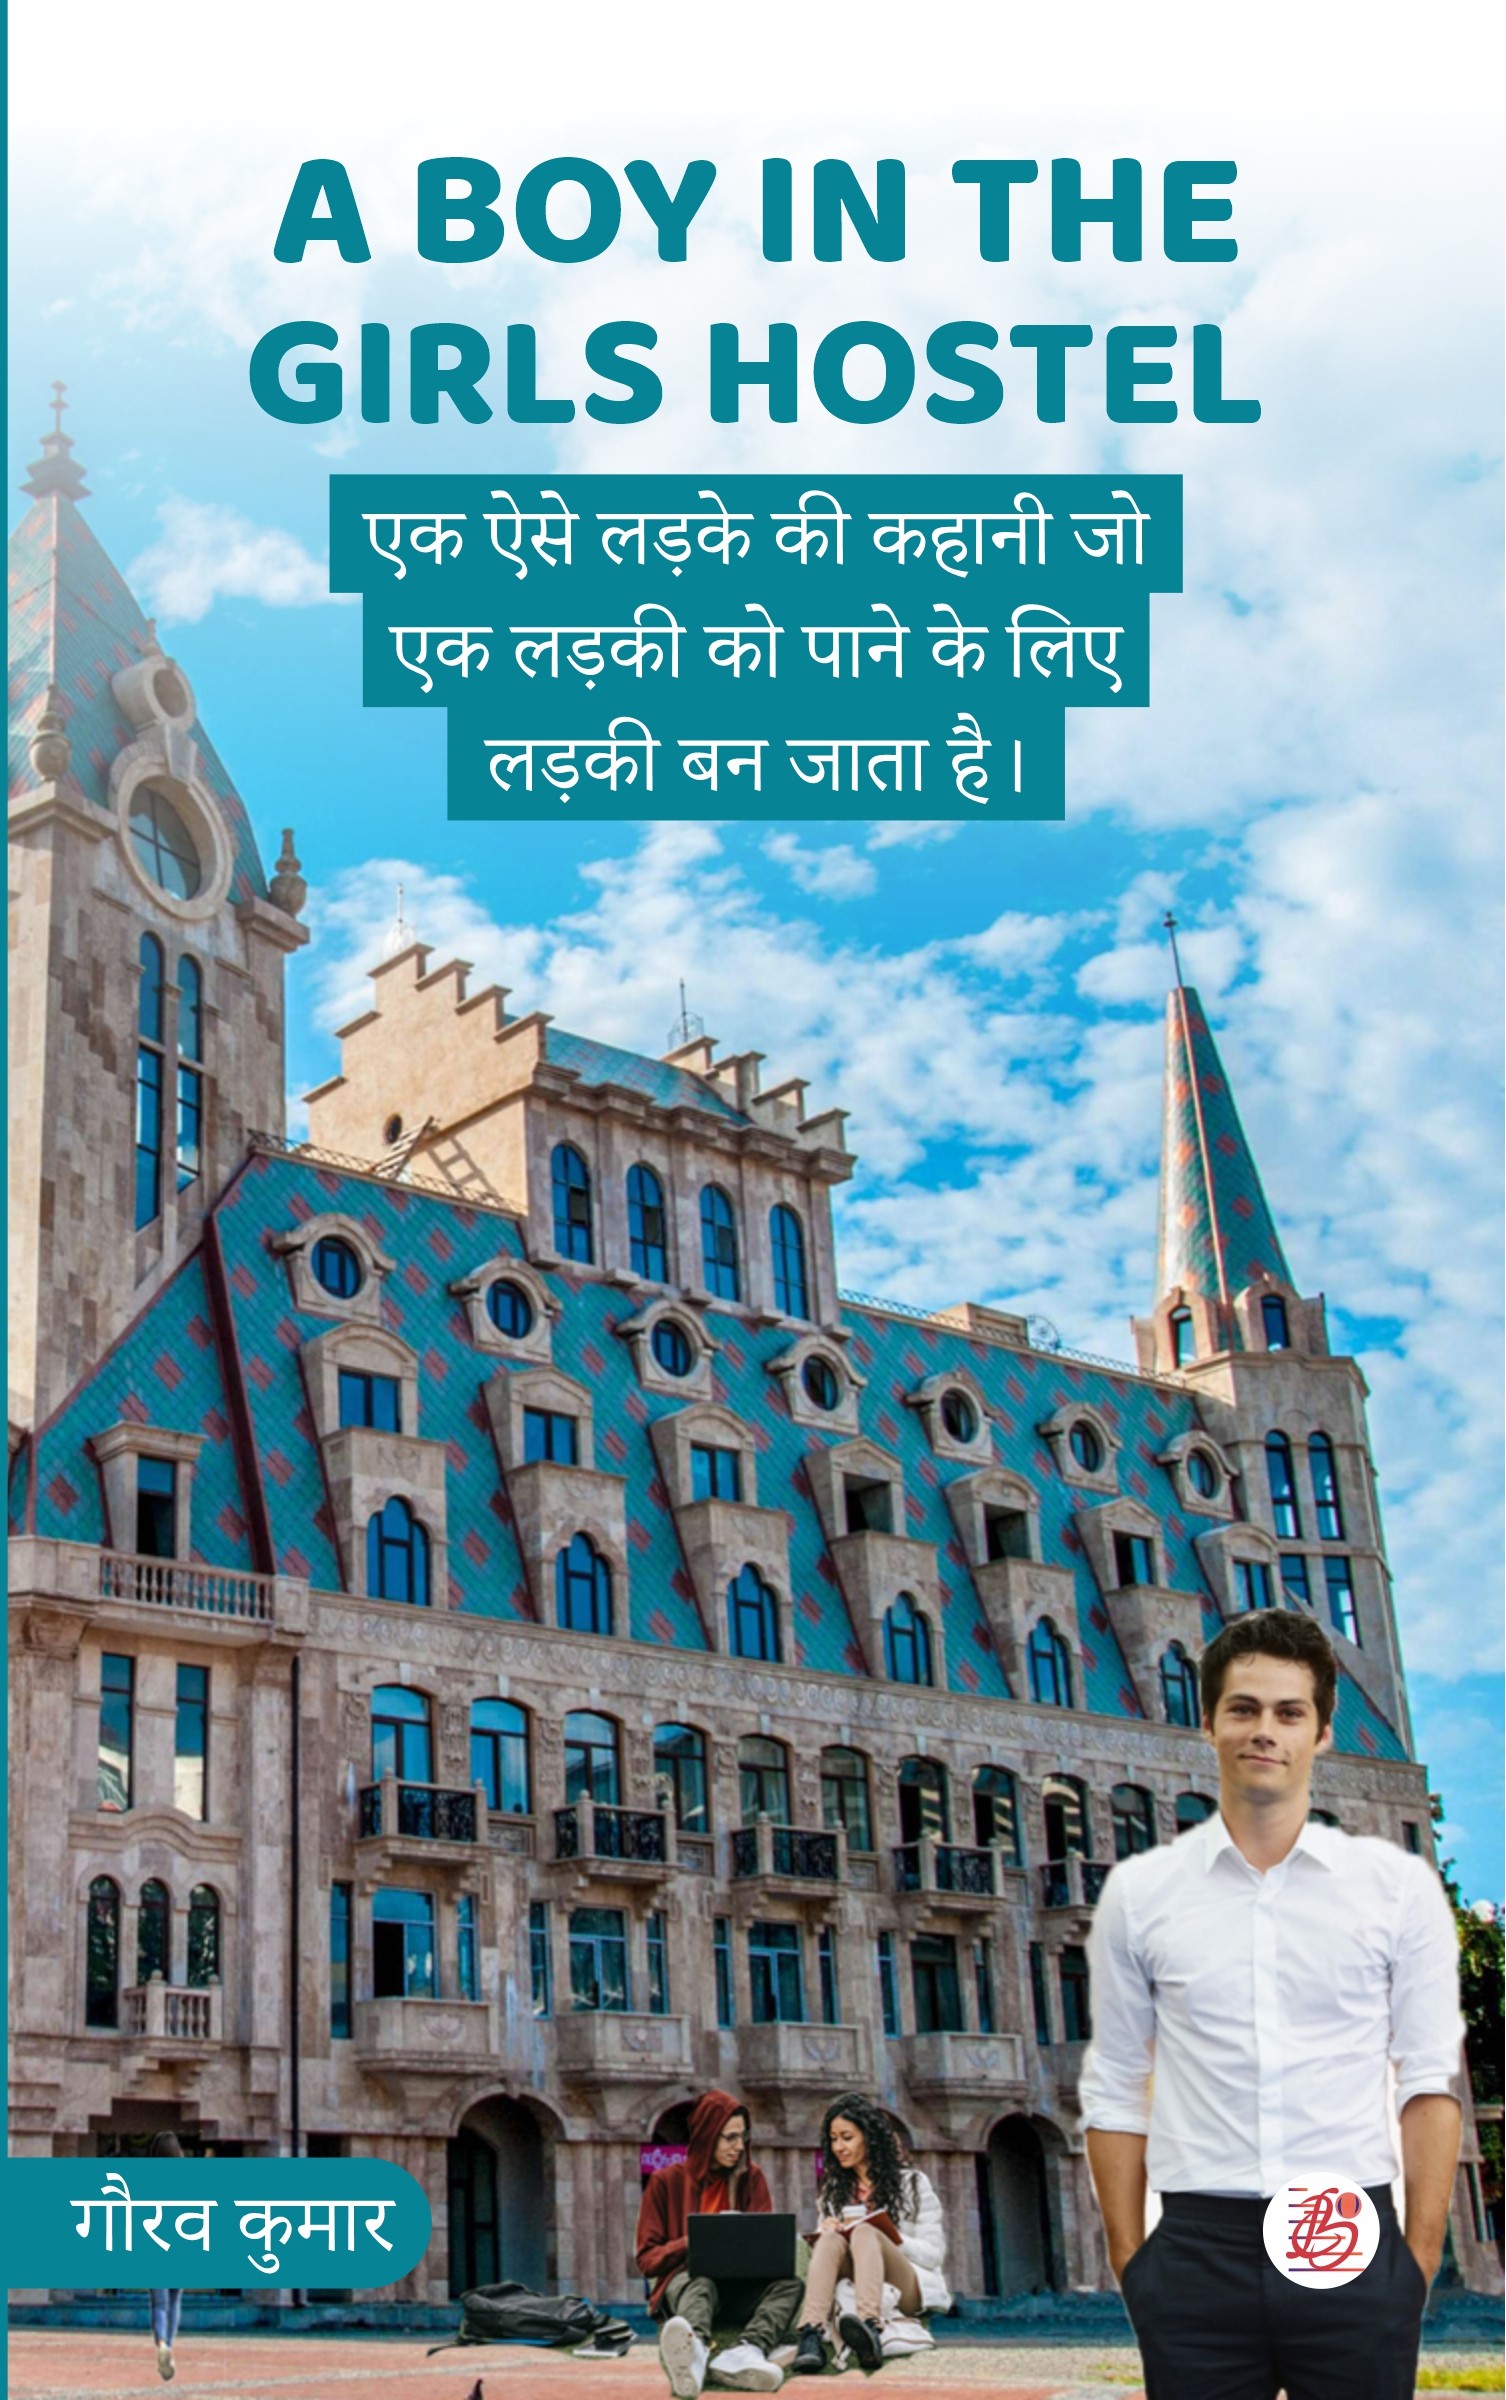 A BOY IN THE
GIRLS HOSTEL
एक ऐसे लड़के की कहानी जो
एक लड़की को पाने के लिए
लड़की बन जाता है।
गौरव कुमार